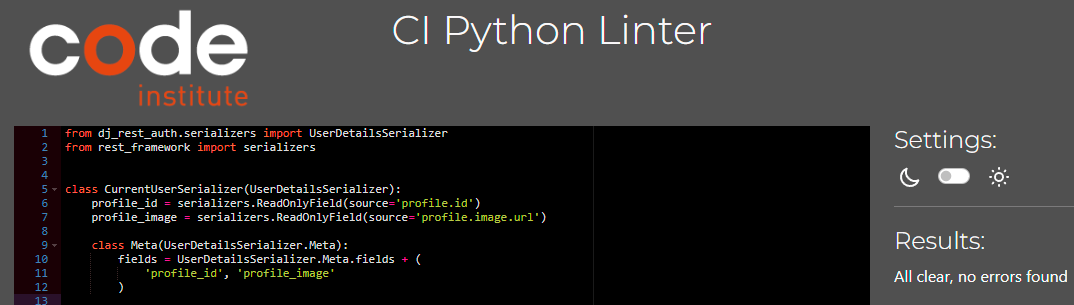 code
institute
CI Python Linter
1 from dj_rest_auth.serializers import UserDetailsSerializer
2 from rest_framework import serializers
3
4
5 class CurrentUserSerializer(UserDetailsSerializer):
6     profile_id = serializers.ReadOnlyField(source='profile.id')
7     profile_image = serializers.ReadOnlyField(source='profile.image.url')
8
9     class Meta(UserDetailsSerializer.Meta):
10         fields = UserDetailsSerializer.Meta.fields + (
11             'profile_id', 'profile_image'
12         )
13
Settings:
Results:
All clear, no errors found